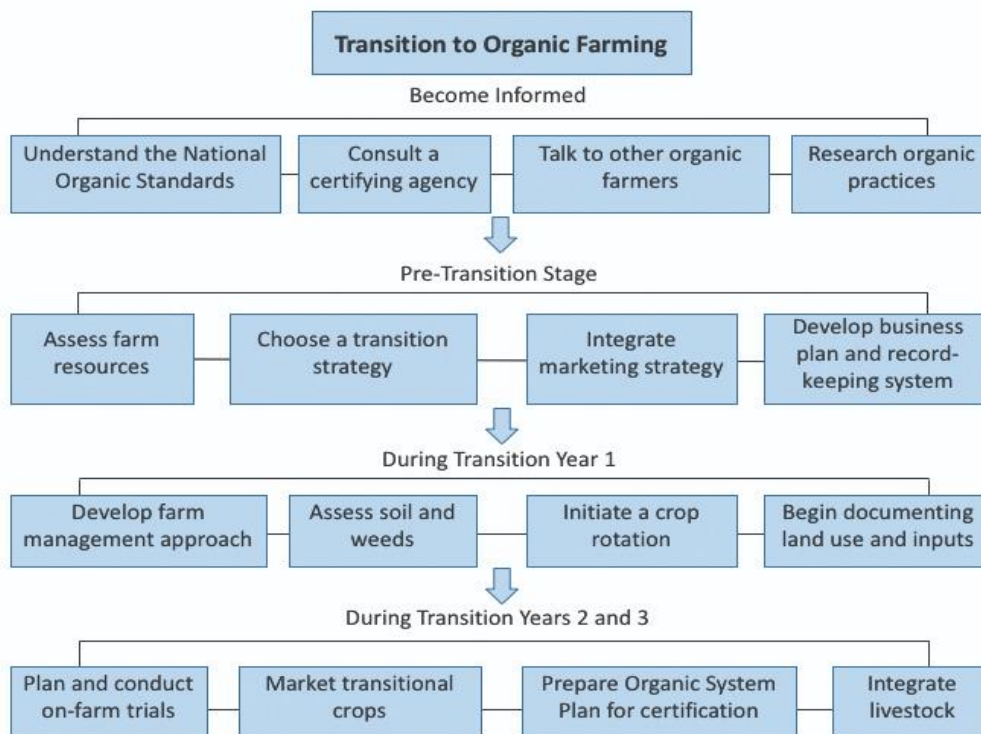 Transition to Organic Farming
Become Informed
Understand the National
Organic Standards
Consult a
certifying agency
Talk to other organic
farmers
Research organic
practices
Pre-Transition Stage
Assess farm
resources
Choose a transition
strategy
Integrate
marketing strategy
Develop business
plan and record-
keeping system
During Transition Year 1
Develop farm
management approach
Assess soil and
weeds
Initiate a crop
rotation
Begin documenting
land use and inputs
During Transition Years 2 and 3
Plan and conduct
on-farm trials
Market transitional
crops
Prepare Organic System
Plan for certification
Integrate
livestock